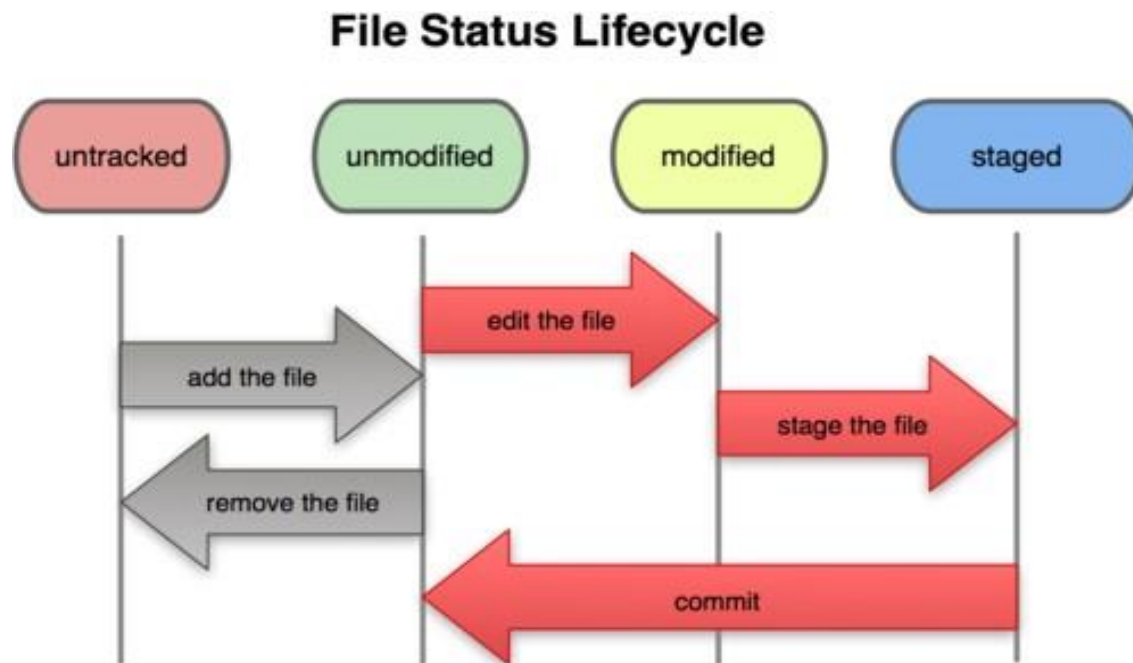 File Status Lifecycle
untracked
unmodified
modified
staged
edit the file
add the file
stage the file
remove the file
commit